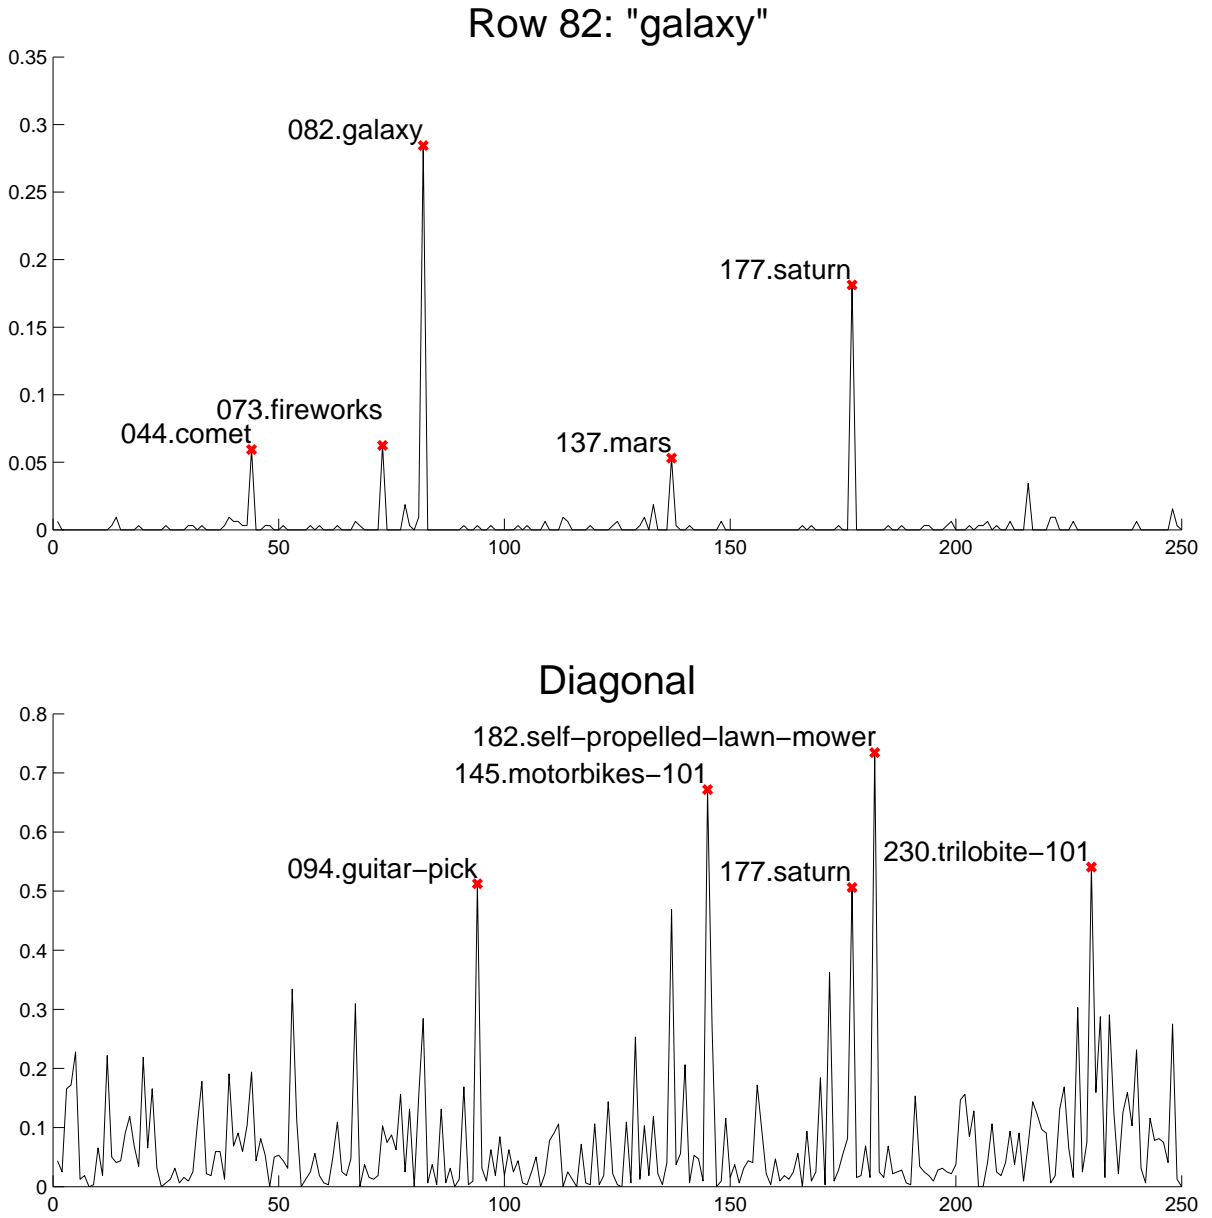 Row 82: "galaxy"
0.35
0.3
082.galaxy
0.25
0.2
177.saturn
0.15
0.1
073.fireworks
044.comet
137.mars
0.05
0
0 50 100 150 200 250
Diagonal
0.8
182.self−propelled−lawn−mower
0.7
145.motorbikes−101
0.6
230.trilobite−101
094.guitar−pick
177.saturn
0.5
0.4
0.3
0.2
0.1
0
0 50 100 150 200 250